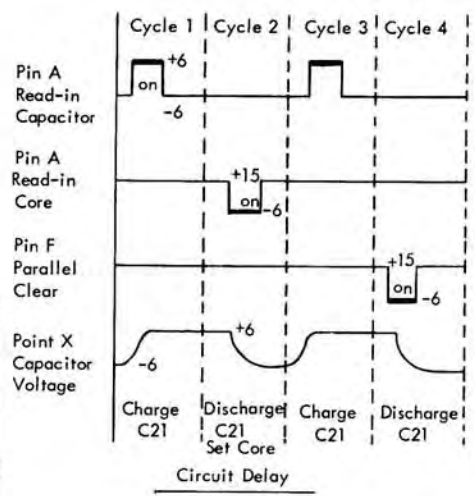 Cycle 1 Cycle 2 Cycle 3 Cycle 4
Pin A
Read-in
Capacitor
+6
on
-6
Pin A
Read-in
Core
+15
on
-6
Pin F
Parallel
Clear
+15
on
-6
Point X
Capacitor
Voltage
+6
-6
Charge Discharge Charge Discharge
C21 C21 C21 C21
Set Core
Circuit Delay